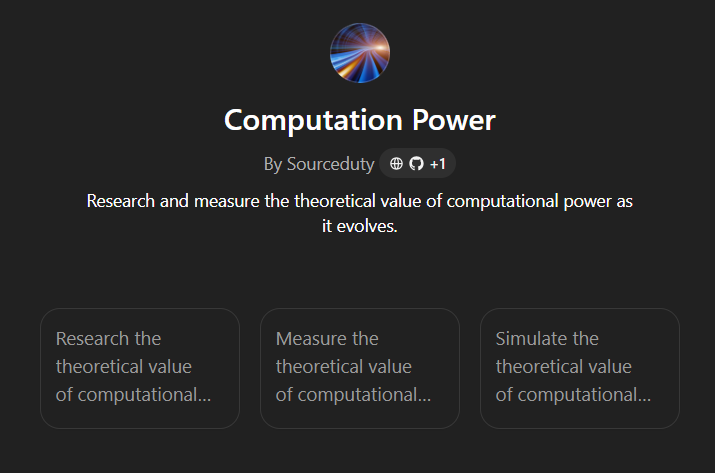 Computation Power
By Sourceduty +1
Research and measure the theoretical value of computational power as
it evolves.
Research the
theoretical value
of computational...
Measure the
theoretical value
of computational...
Simulate the
theoretical value
of computational...